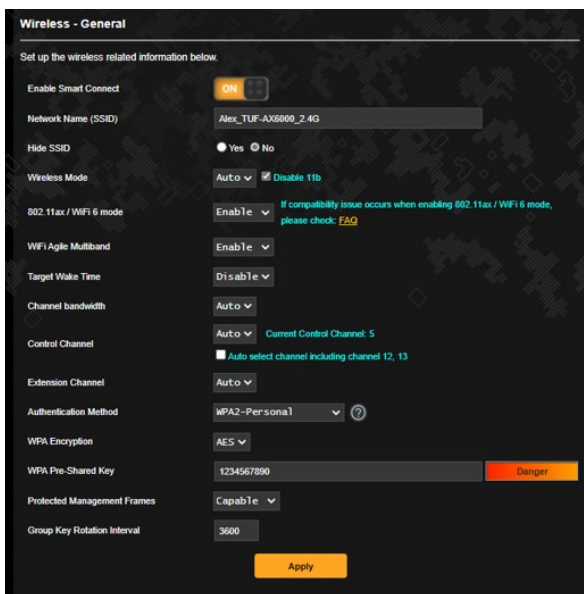 Wireless - General
Set up the wireless related information below.
Enable Smart Connect ON
Network Name (SSID) Alex_TUF-AX6000_2.4G
Hide SSID Yes No
Wireless Mode Auto Disable 11b
802.11ax / WiFi 6 mode Enable If compatibility issue occurs when enabling 802.11ax / WiFi 6 mode,
please check: FAQ
WiFi Agile Multiband Enable
Target Wake Time Disable
Channel bandwidth Auto
Control Channel Auto Current Control Channel: 5
Auto select channel including channel 12, 13
Extension Channel Auto
Authentication Method WPA2-Personal ?
WPA Encryption AES
WPA Pre-Shared Key 1234567890 Danger
Protected Management Frames Capable
Group Key Rotation Interval 3600
Apply